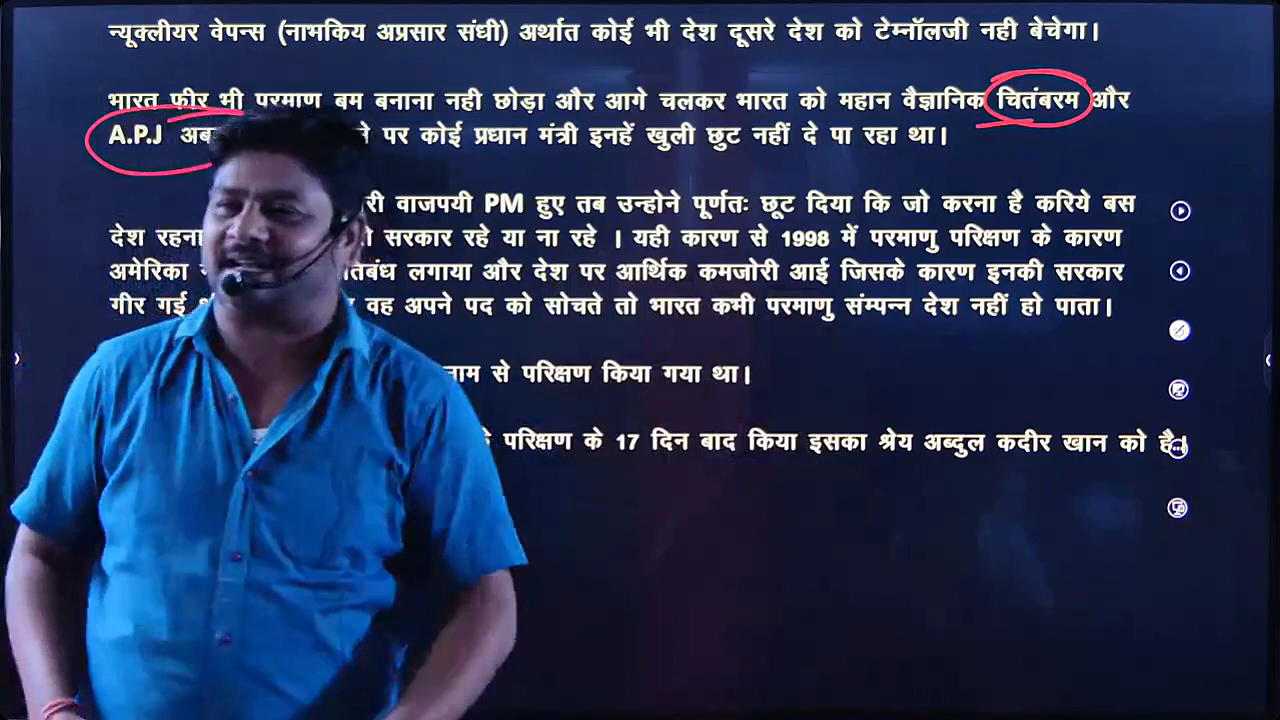 न्यूक्लीयर वेपन्स (नाभकिय अप्रसार संधी) अर्थात कोई भी देश दूसरे देश को टेम्नॉलजी नही बेचेगा।
भारत फीर भी परमाणु बम बनाना नही छोड़ा और आगे चलकर भारत को महान वैज्ञानिक चितंबरम और
A.P.J पर कोई प्रधान मंत्री इनहें खुली छुट नहीं दे पा रहा था।
वाजपयी PM हुए तब उन्होने पूर्णतः छूट दिया कि जो करना है करिये बस
देश रहना सरकार रहे या ना रहे । यही कारण से 1998 में परमाणु परिक्षण के कारण
अमेरिका लगाया और देश पर आर्थिक कमजोरी आई जिसके कारण इनकी सरकार
गीर गई वह अपने पद को सोचते तो भारत कभी परमाणु संम्पन्न देश नहीं हो पाता।
नाम से परिक्षण किया गया था।
परिक्षण के 17 दिन बाद किया इसका श्रेय अब्दुल कदीर खान को है।